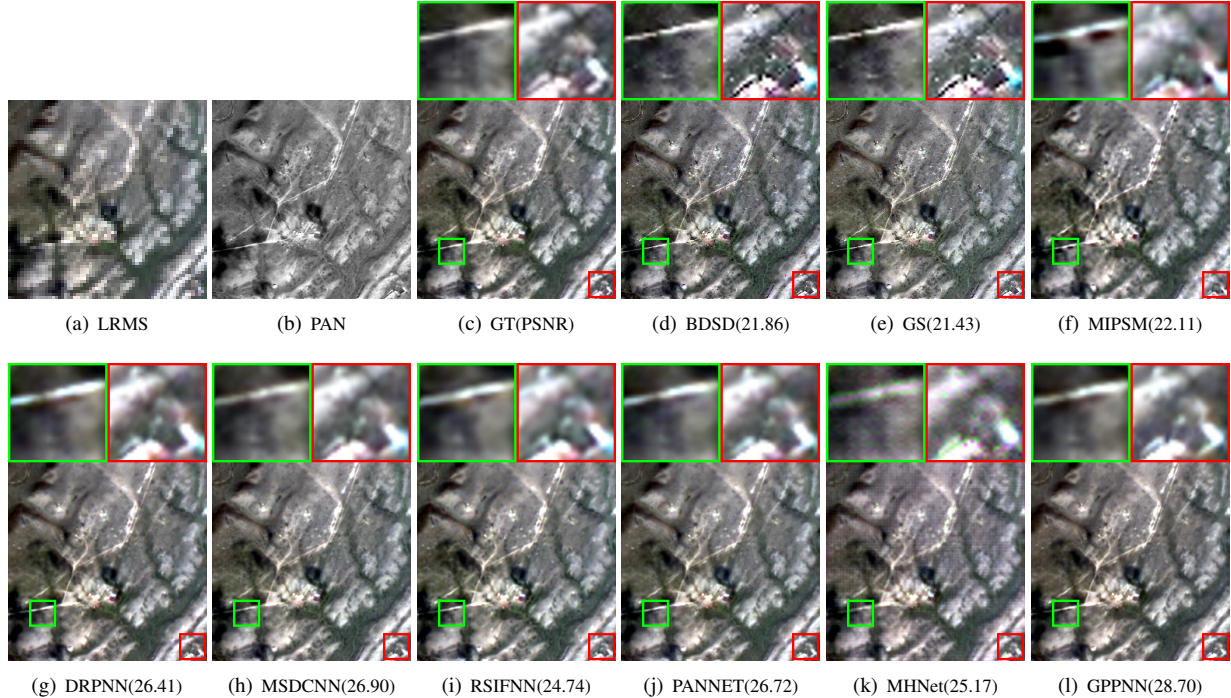 (a) LRMS
(b) PAN
(c) GT(PSNR)
(d) BDSD(21.86)
(e) GS(21.43)
(f) MIPSM(22.11)
(g) DRPNN(26.41)
(h) MSDCNN(26.90)
(i) RSIFNN(24.74)
(j) PANNET(26.72)
(k) MHNet(25.17)
(l) GPPNN(28.70)